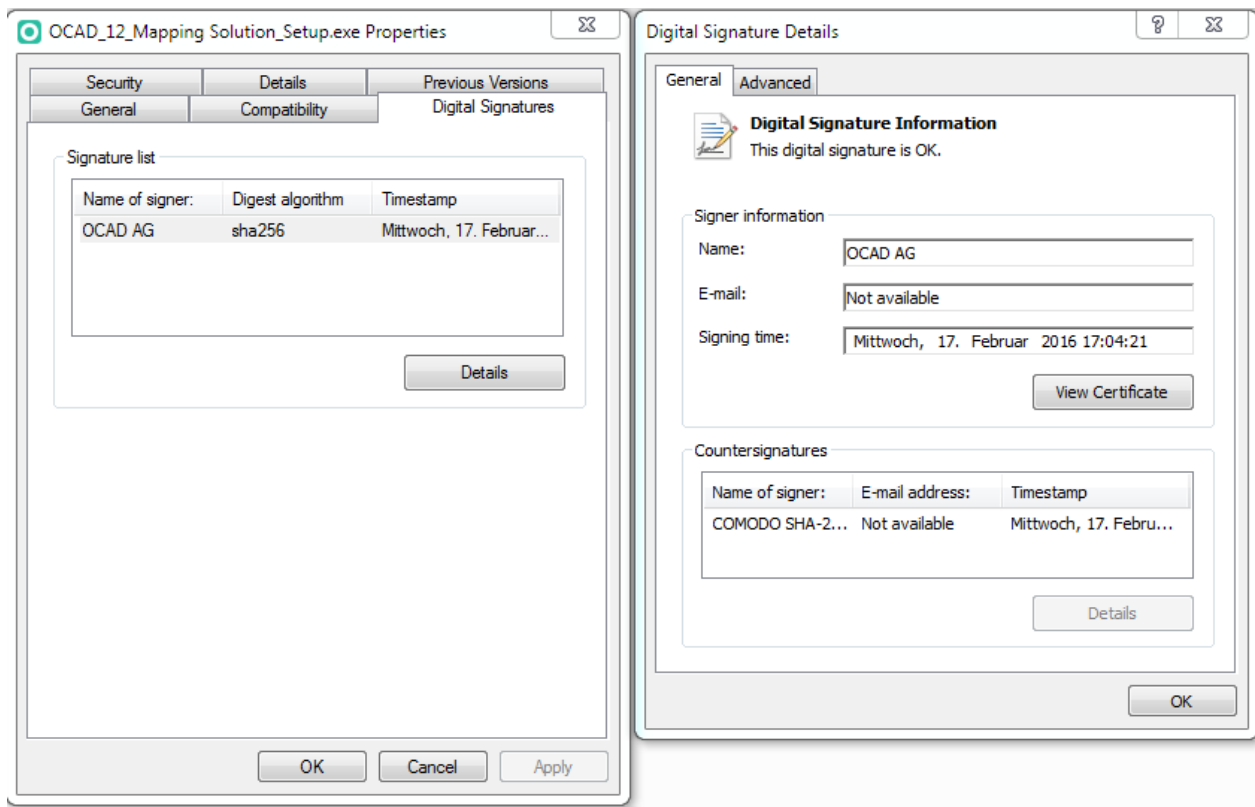 OCAD_12_Mapping Solution_Setup.exe Properties
Security Details Previous Versions
General Compatibility Digital Signatures
Signature list
Name of signer: Digest algorithm Timestamp
OCAD AG sha256 Mittwoch, 17. Februar...
Details
OK Cancel Apply
Digital Signature Details
General Advanced
Digital Signature Information
This digital signature is OK.
Signer information
Name: OCAD AG
E-mail: Not available
Signing time: Mittwoch, 17. Februar 2016 17:04:21
View Certificate
Countersignatures
Name of signer: E-mail address: Timestamp
COMODO SHA-2... Not available Mittwoch, 17. Febru...
Details
OK